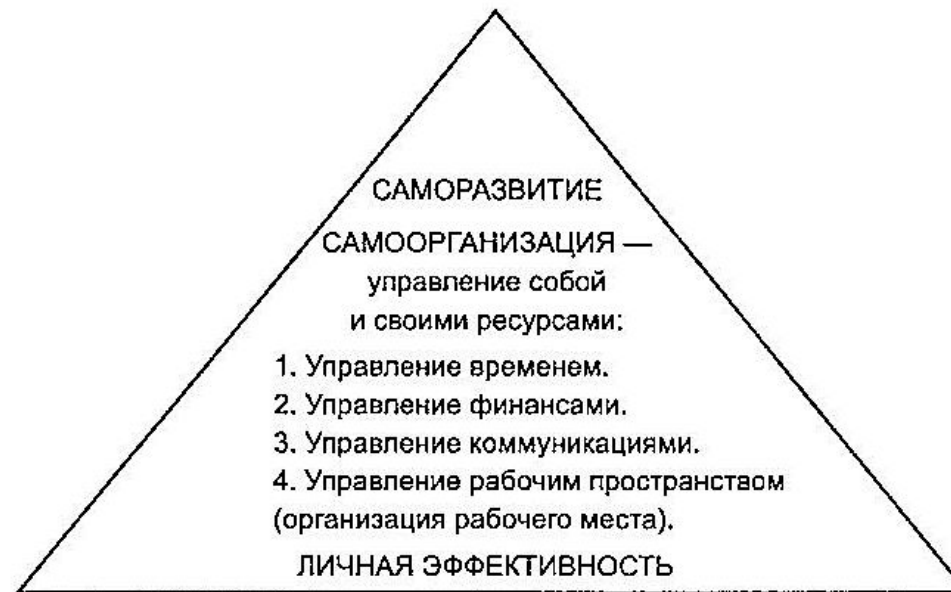 САМОРАЗВИТИЕ
САМООРГАНИЗАЦИЯ —
управление собой
и своими ресурсами:
1. Управление временем.
2. Управление финансами.
3. Управление коммуникациями.
4. Управление рабочим пространством
(организация рабочего места).
ЛИЧНАЯ ЭФФЕКТИВНОСТЬ